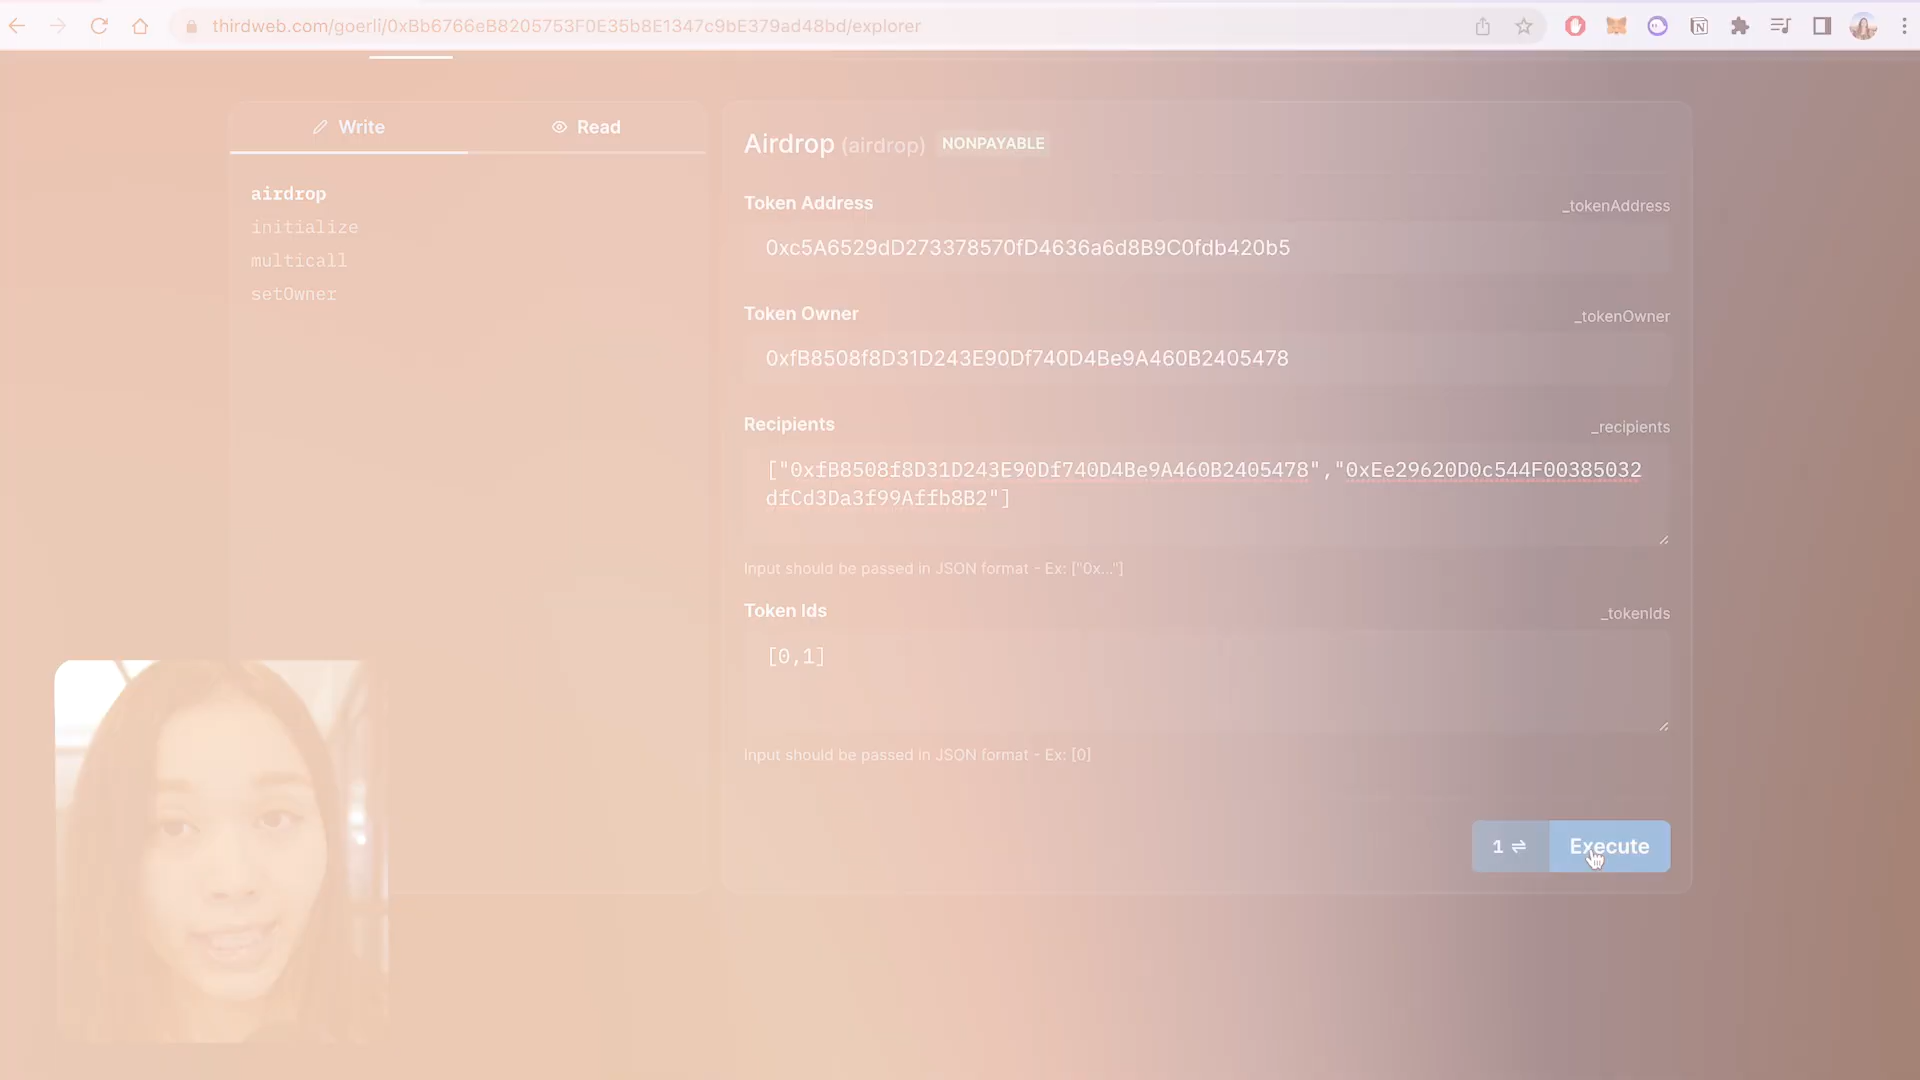 thirdweb.com/goerli/0xBb6766eB8205753F0E35b8E1347c9bE379ad48bd/explorer
Write
Read
airdrop
initialize
multicall
setOwner
Airdrop (airdrop) NONPAYABLE
Token Address
_tokenAddress
0xc5A6529dD273378570fD4636a6d8B9C0fdb420b5
Token Owner
_tokenOwner
0xfB8508f8D31D243E90Df740D4Be9A460B2405478
Recipients
_recipients
["0xfB8508f8D31D243E90Df740D4Be9A460B2405478","0xEe29620D0c544F00385032
dfCd3Da3f99Affb8B2"]
Input should be passed in JSON format - Ex: ["0x..."]
Token Ids
_tokenIds
[0,1]
Input should be passed in JSON format - Ex: [0]
1 ⇌
Execute